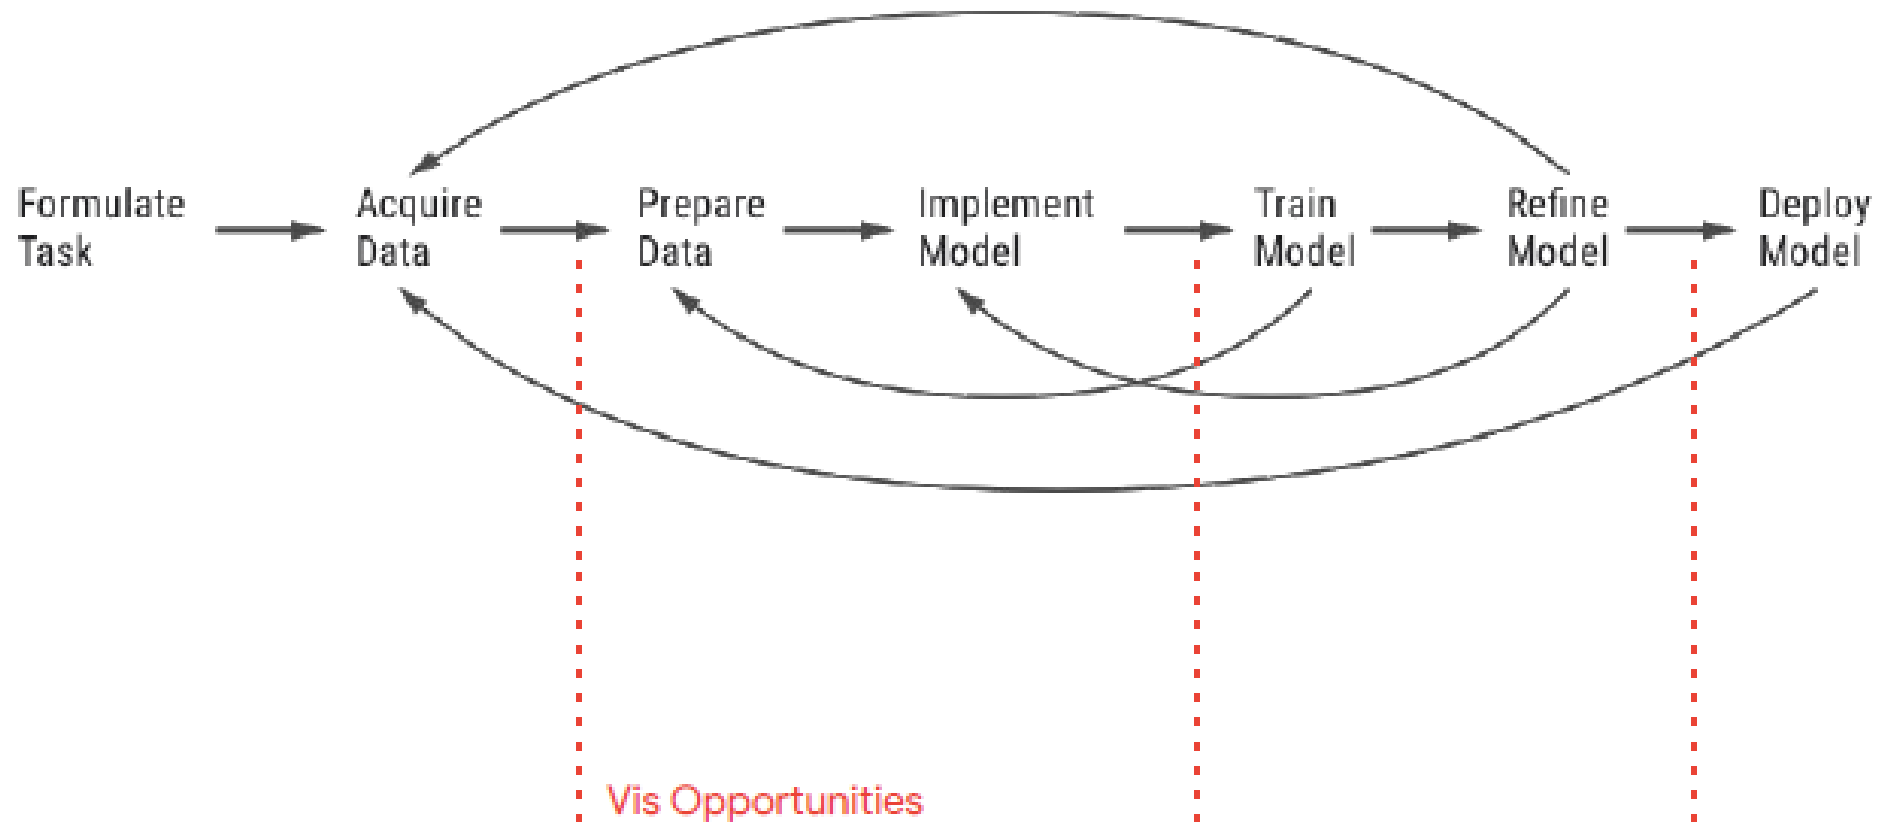 Formulate
Task
Acquire
Data
Prepare
Data
Implement
Model
Train
Model
Refine
Model
Deploy
Model
Vis Opportunities